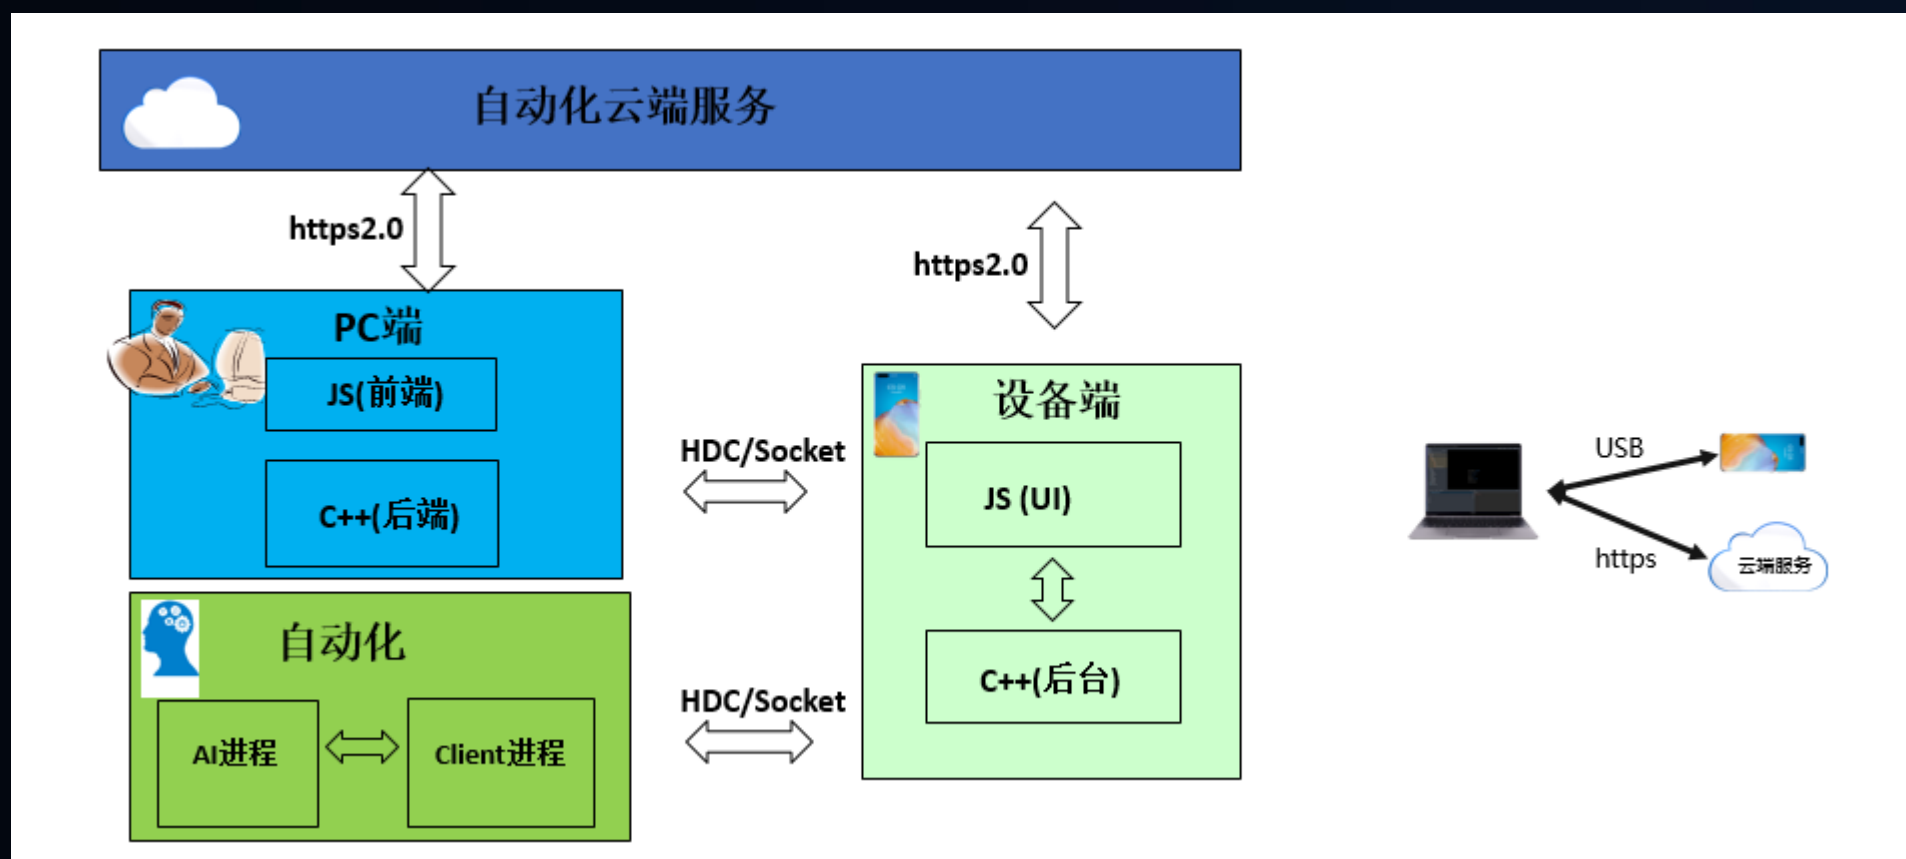 自动化云端服务
https2.0
https2.0
PC端
JS(前端)
C++(后端)
HDC/Socket
设备端
JS (UI)
C++(后台)
自动化
AI进程
Client进程
HDC/Socket
USB
https
云端服务